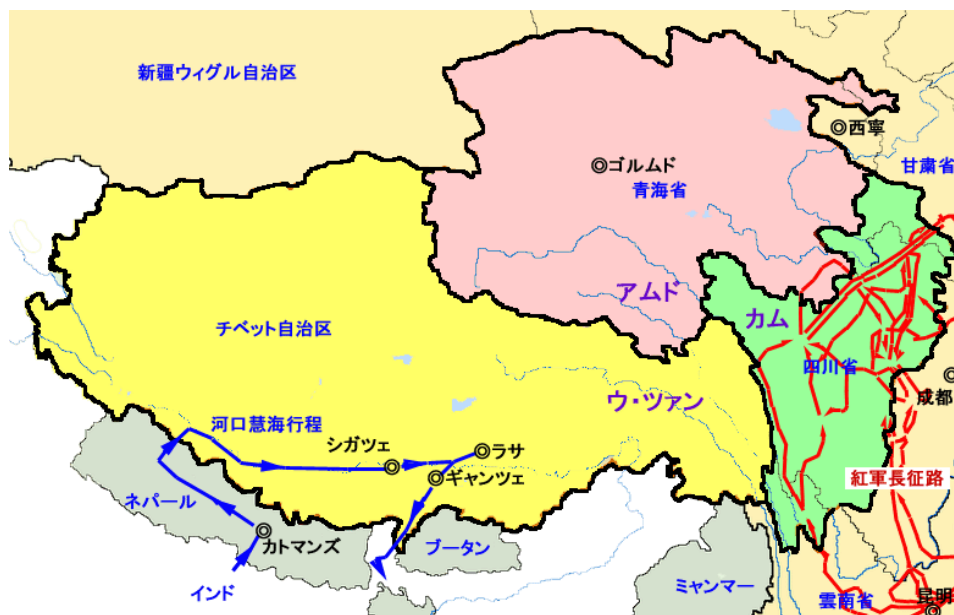 新疆ウィグル自治区
◎西寧
甘粛省
◎ゴルムド
青海省
アムド
カム
チベット自治区
四川省
ウ・ツァン
成都
河口慧海行程
シガツェ
ラサ
ギャンツェ
紅軍長征路
ネパール
カトマンズ
ブータン
インド
ミャンマー
雲南省
昆明